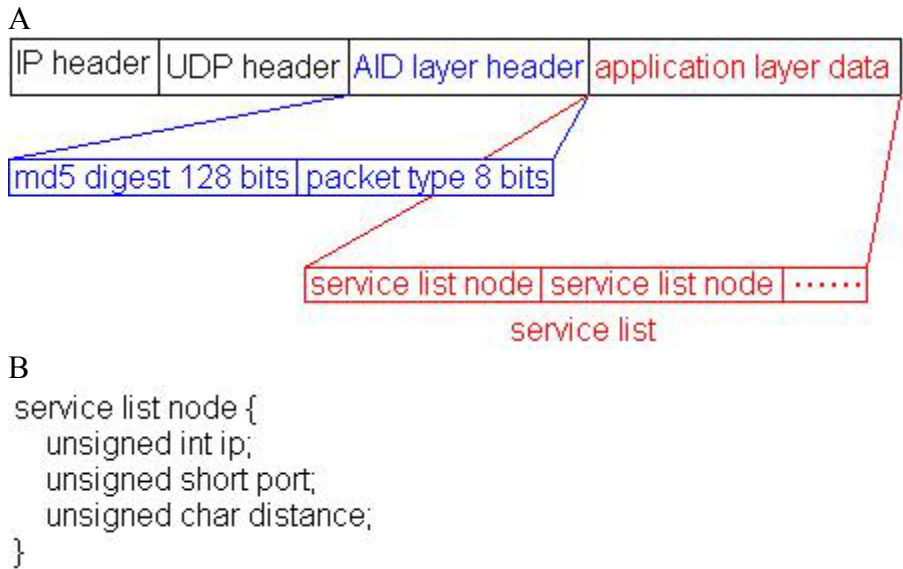 A
IP header UDP header AID layer header application layer data
md5 digest 128 bits packet type 8 bits
service list node service list node ······
service list
B
service list node {
unsigned int ip;
unsigned short port;
unsigned char distance;
}